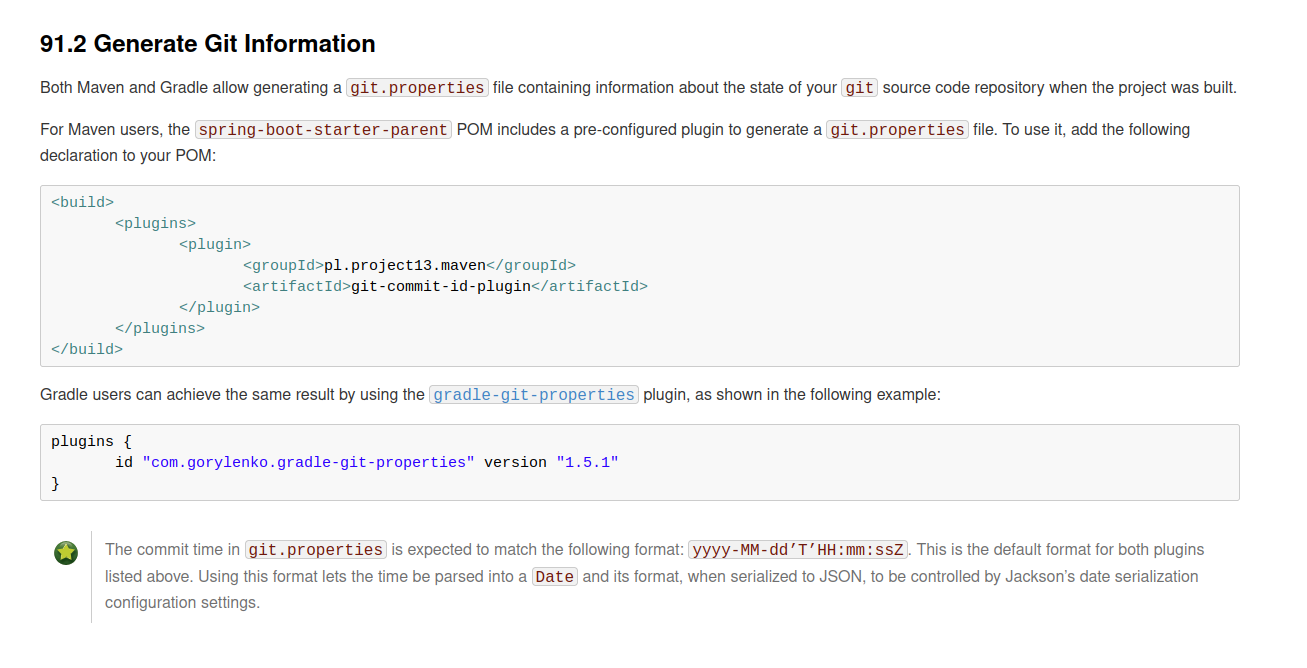 91.2 Generate Git Information
Both Maven and Gradle allow generating a git.properties file containing information about the state of your git source code repository when the project was built.
For Maven users, the spring-boot-starter-parent POM includes a pre-configured plugin to generate a git.properties file. To use it, add the following
declaration to your POM:
<build>
<plugins>
<plugin>
<groupId>pl.project13.maven</groupId>
<artifactId>git-commit-id-plugin</artifactId>
</plugin>
</plugins>
</build>
Gradle users can achieve the same result by using the gradle-git-properties plugin, as shown in the following example:
plugins {
id "com.gorylenko.gradle-git-properties" version "1.5.1"
}
The commit time in git.properties is expected to match the following format: yyyy-MM-dd’T’HH:mm:ssZ. This is the default format for both plugins
listed above. Using this format lets the time be parsed into a Date and its format, when serialized to JSON, to be controlled by Jackson’s date serialization
configuration settings.